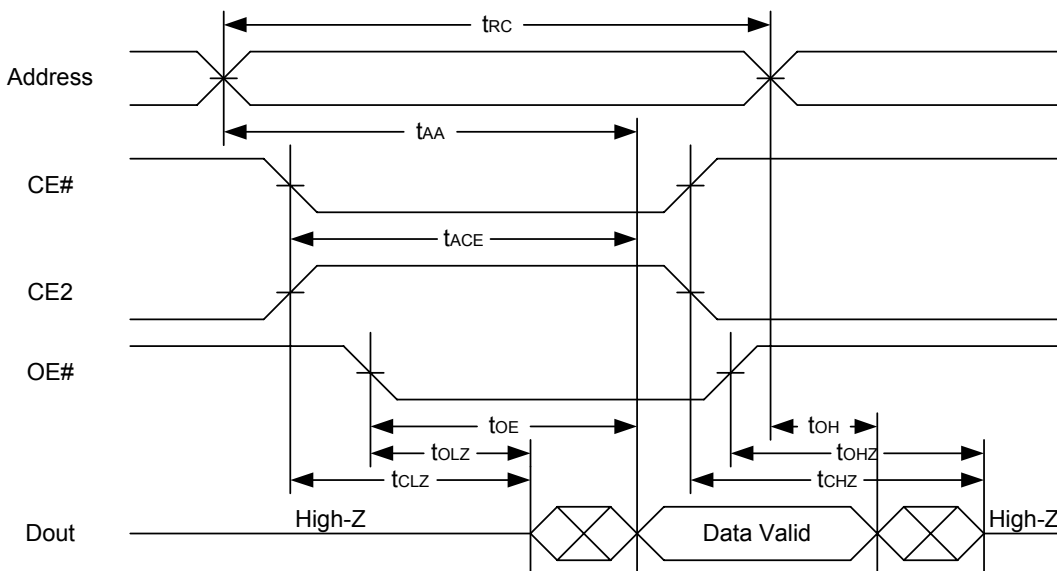 tRC
Address
tAA
CE#
tACE
CE2
OE#
tOE
tOH
tOLZ
tOHZ
tCLZ
tCHZ
High-Z
High-Z
Dout
Data Valid